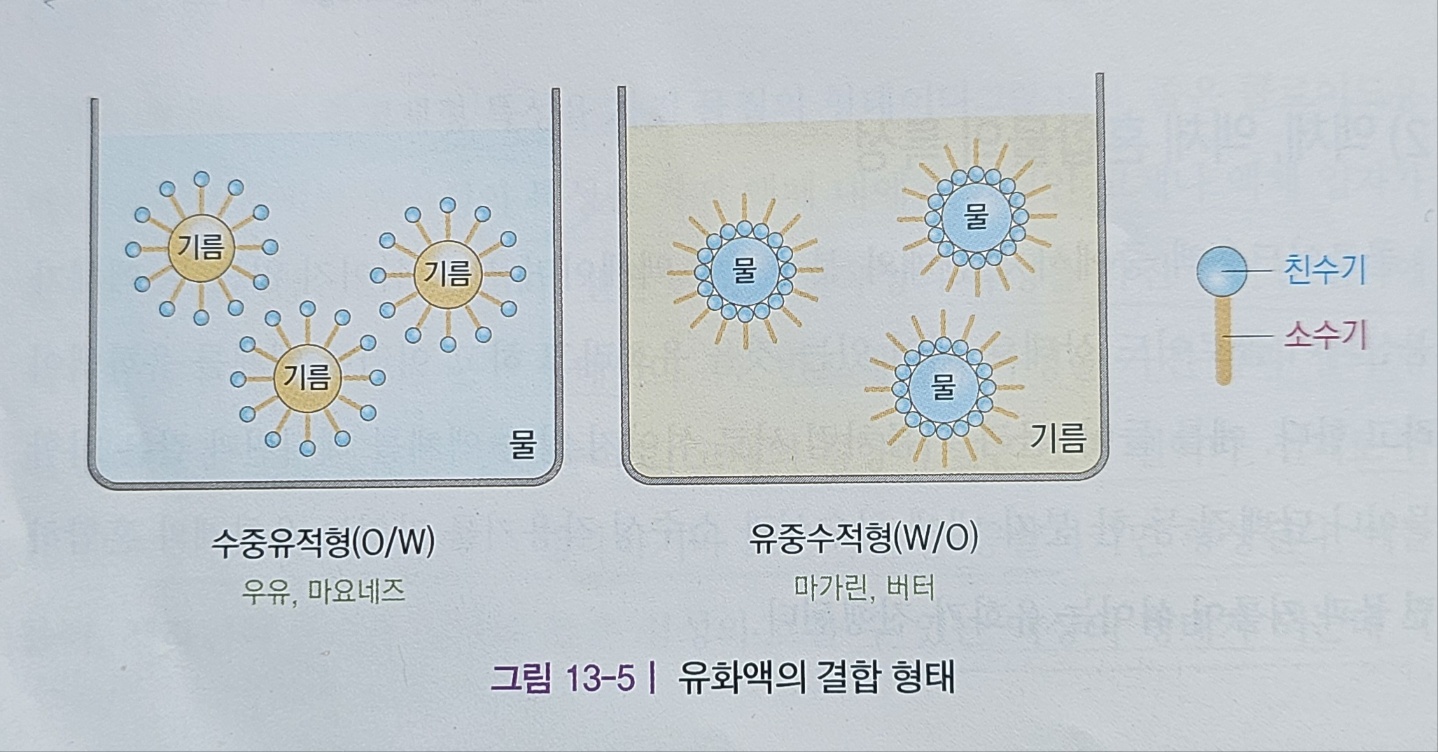 기름
기름
기름
물
물
물
물
기름
친수기
소수기
수중유적형(O/W)
우유, 마요네즈
유중수적형(W/O)
마가린, 버터
그림 13-5 | 유화액의 결합 형태